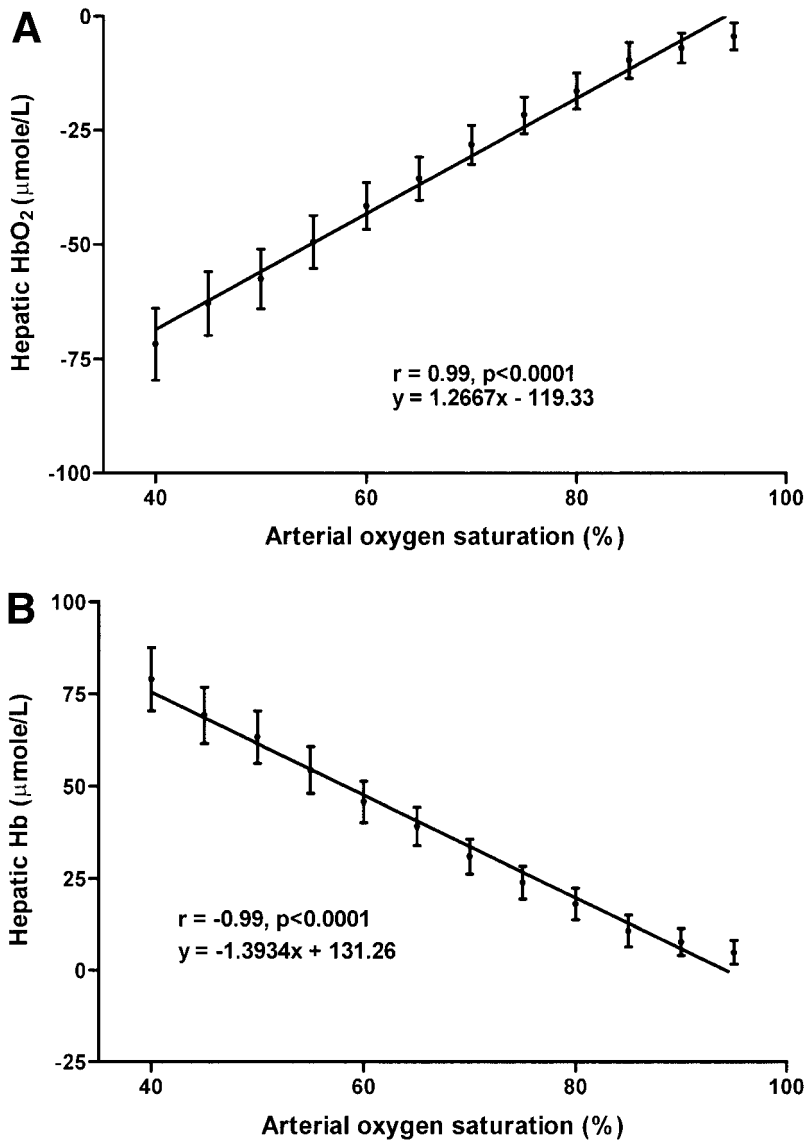 A
0
-25
-50
-75
-100
Hepatic HbO₂ (μmole/L)
r = 0.99, p<0.0001
y = 1.2667x - 119.33
40 60 80 100
Arterial oxygen saturation (%)
B
100
75
50
25
0
-25
Hepatic Hb (μmole/L)
r = -0.99, p<0.0001
y = -1.3934x + 131.26
40 60 80 100
Arterial oxygen saturation (%)